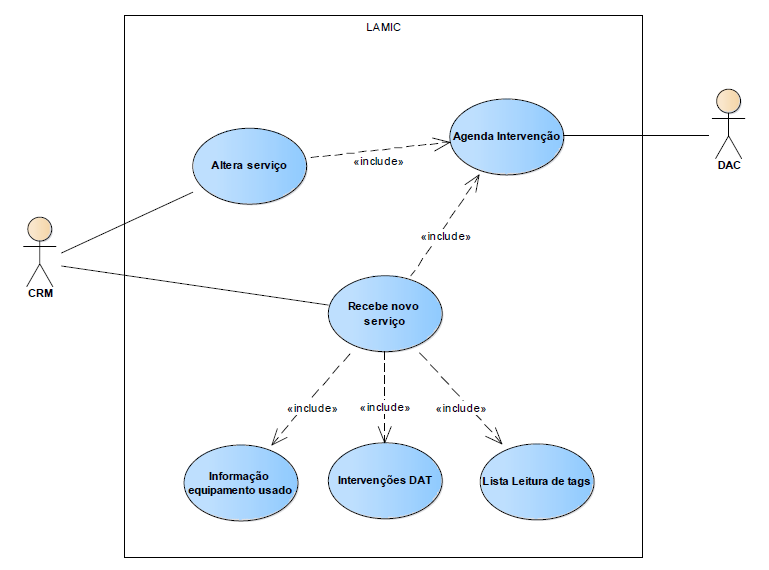 LAMIC
Agenda Intervenção
Altera serviço
«include»
DAC
«include»
CRM
Recebe novo
serviço
«include»
«include»
«include»
Informação
equipamento usado
Intervenções DAT
Lista Leitura de tags